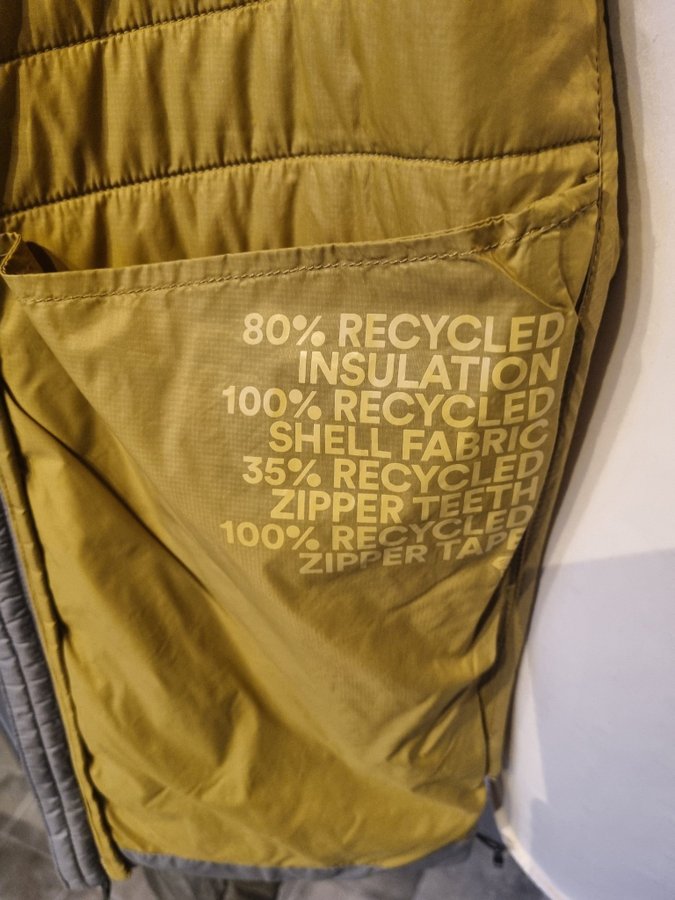 80% RECYCLED
INSULATION
100% RECYCLED
SHELL FABRIC
35% RECYCLED
ZIPPER TEETH
100% RECYCLED
ZIPPER TAPE